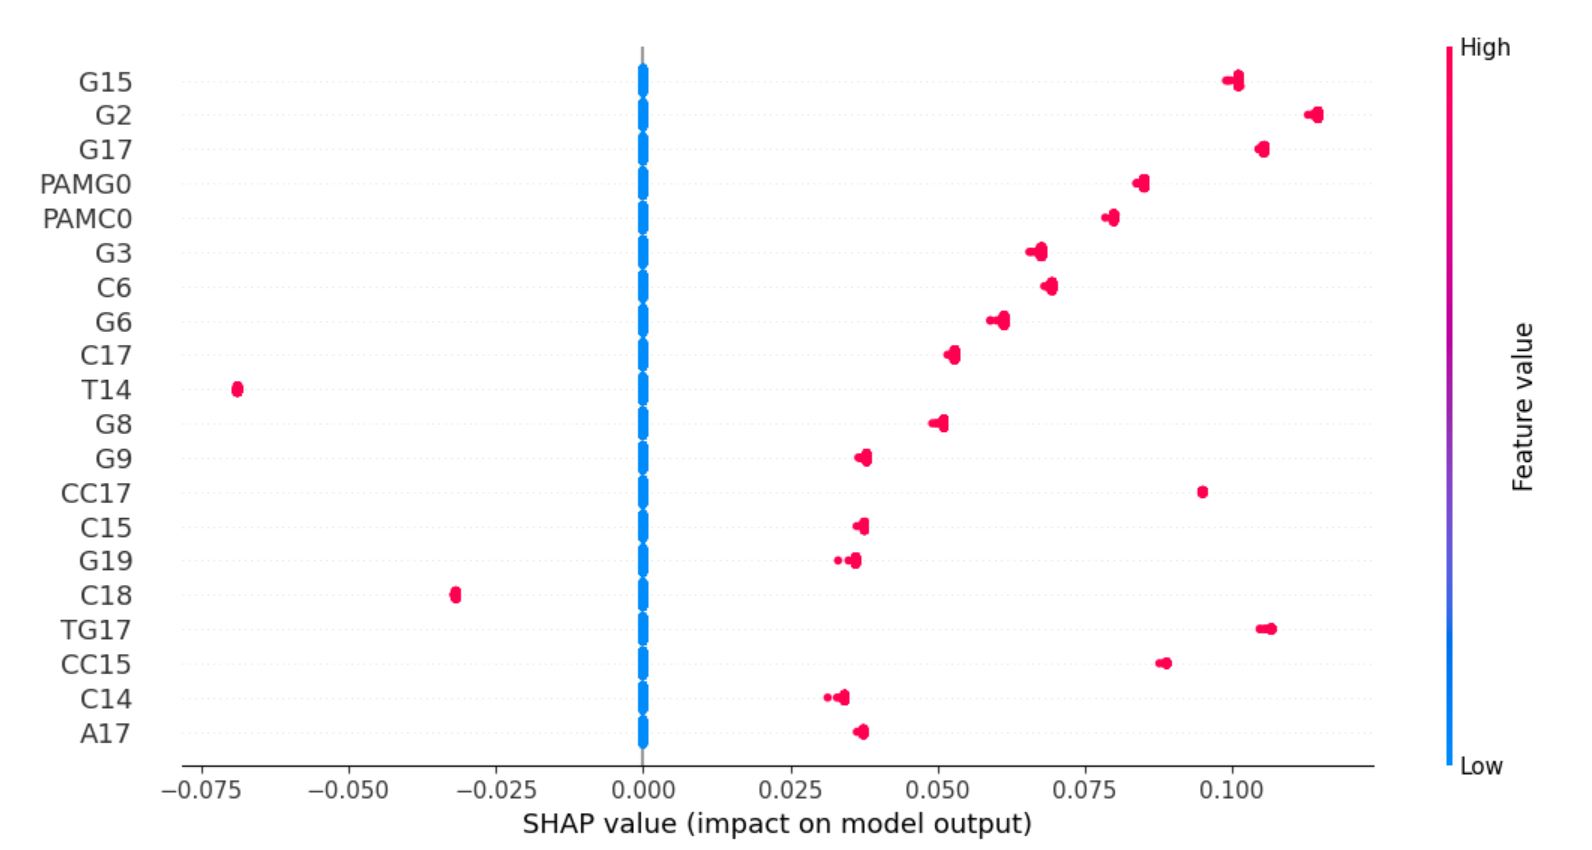 High
G15
G2
G17
PAMG0
PAMC0
G3
C6
G6
C17
T14
G8
G9
CC17
C15
G19
C18
TG17
CC15
C14
A17
Feature value
Low
−0.075 −0.050 −0.025 0.000 0.025 0.050 0.075 0.100
SHAP value (impact on model output)